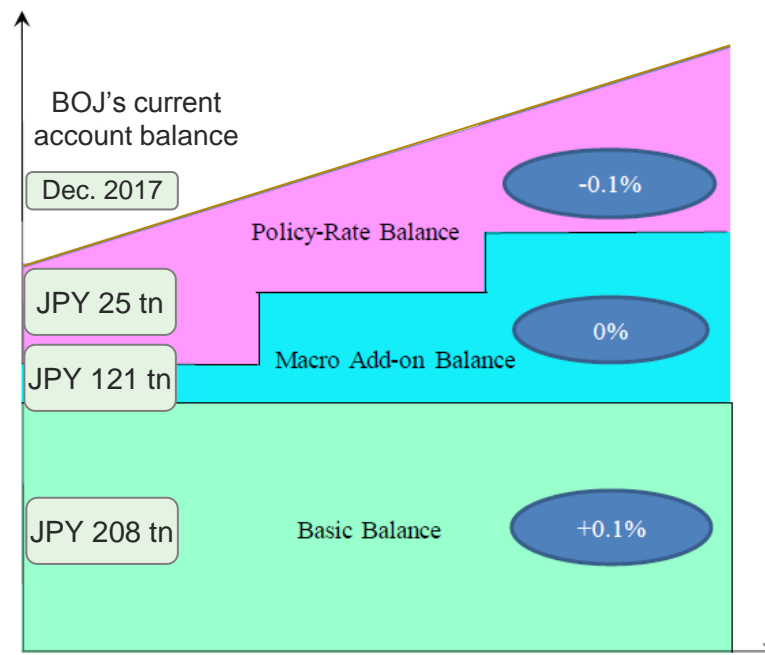 BOJ's current
account balance
Dec. 2017
-0.1%
Policy-Rate Balance
JPY 25 tn
0%
Macro Add-on Balance
JPY 121 tn
JPY 208 tn
Basic Balance
+0.1%